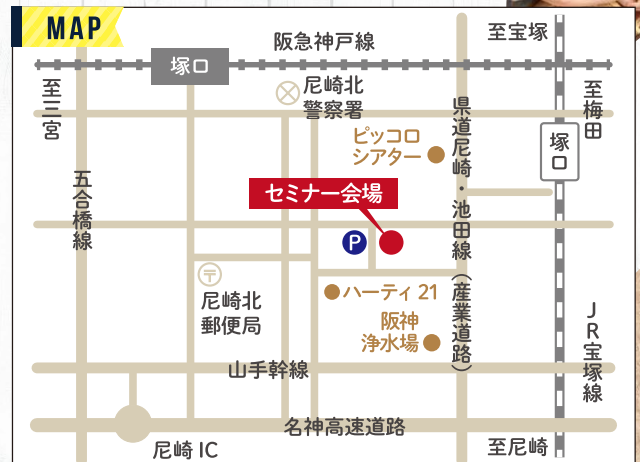 MAP
阪急神戸線
至宝塚
塚口
至三宮
尼崎北
警察署
至梅田
ピッコロ
シアター
県道尼崎・池田線(産業道路)
塚口
五合橋線
セミナー会場
P
〒
尼崎北
郵便局
ハーティ21
阪神
浄水場
JR宝塚線
山手幹線
名神高速道路
尼崎IC
至尼崎